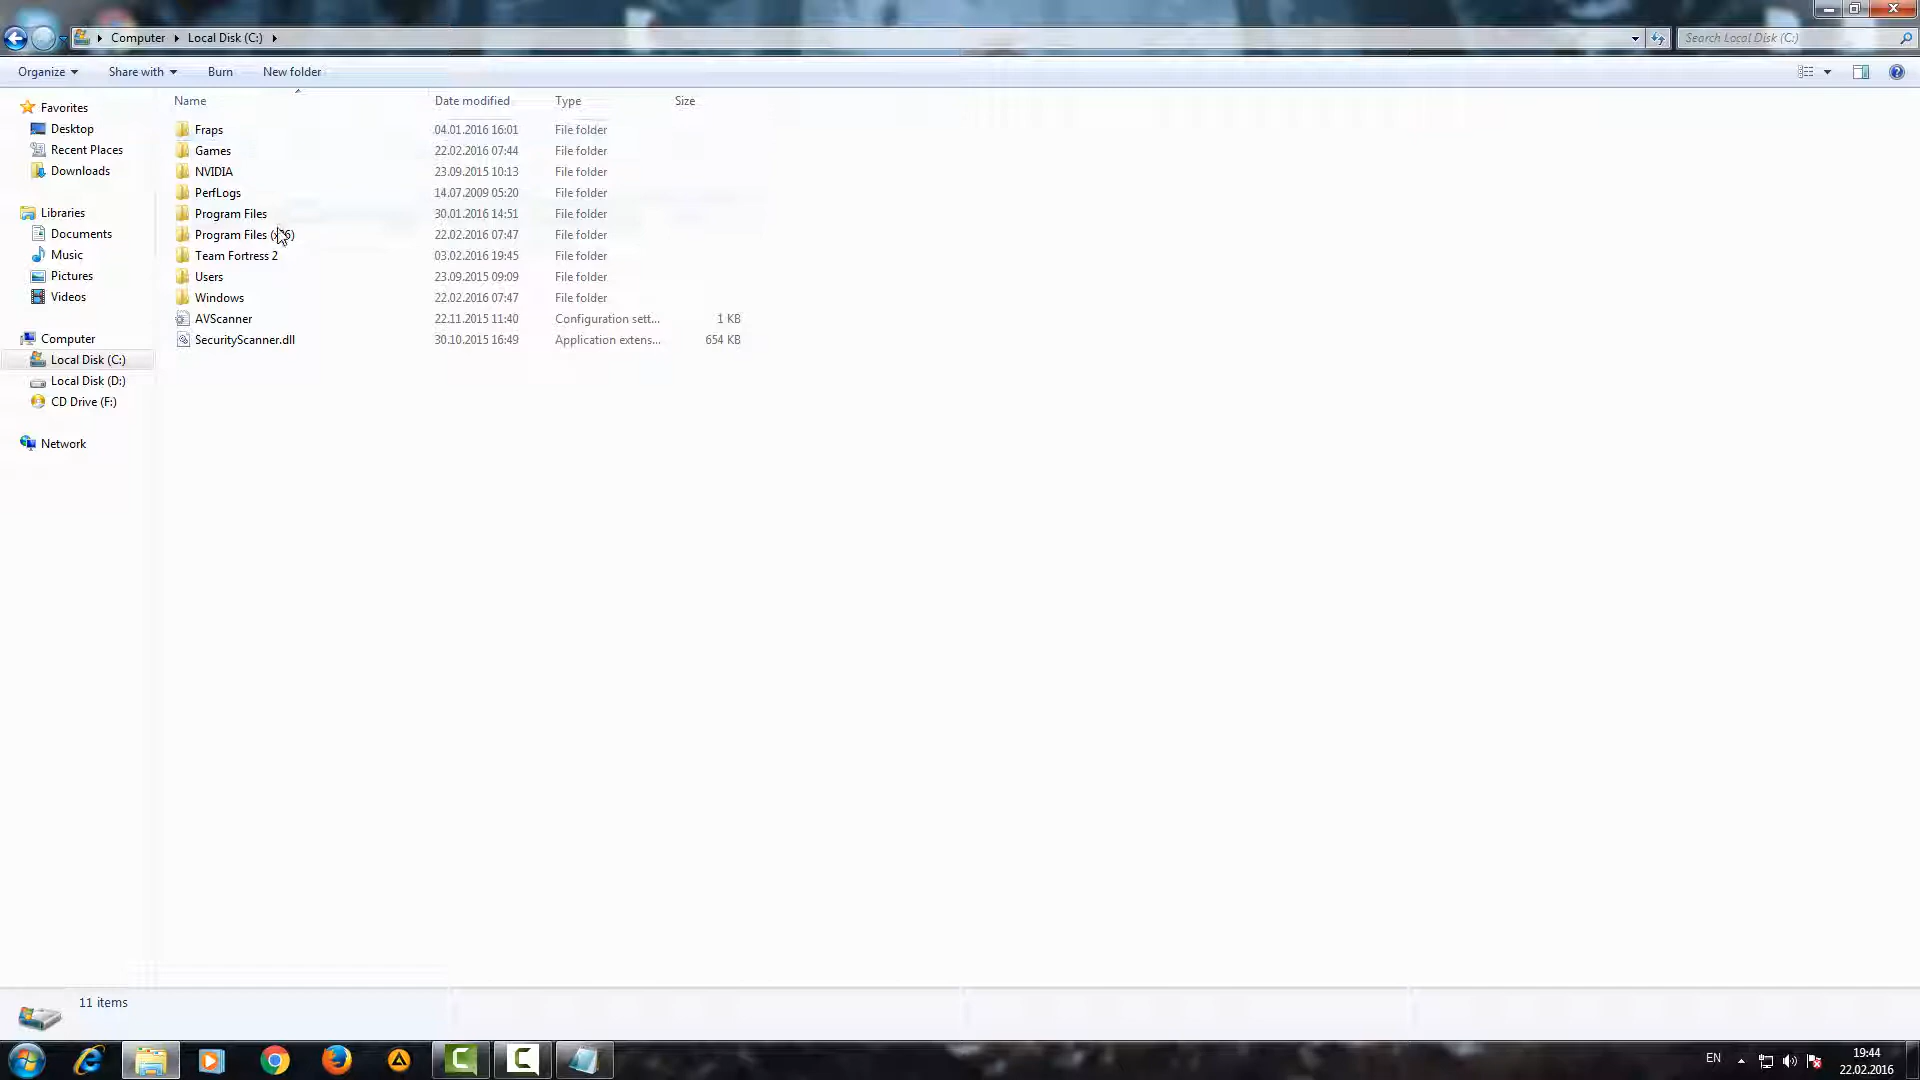 Computer Local Disk (C:)
Search Local Disk (C:)
Organize Share with Burn New folder
Name Date modified Type Size
Favorites
Desktop
Recent Places
Downloads
Libraries
Documents
Music
Pictures
Videos
Computer
Local Disk (C:)
Local Disk (D:)
CD Drive (F:)
Network
Fraps 04.01.2016 16:01 File folder
Games 22.02.2016 07:44 File folder
NVIDIA 23.09.2015 10:13 File folder
PerfLogs 14.07.2009 05:20 File folder
Program Files 30.01.2016 14:51 File folder
Program Files 22.02.2016 07:47 File folder
Team Fortress 2 03.02.2016 19:45 File folder
Users 23.09.2015 09:09 File folder
Windows 22.02.2016 07:47 File folder
AVScanner 22.11.2015 11:40 Configuration sett... 1 KB
SecurityScanner.dll 30.10.2015 16:49 Application extens... 654 KB
11 items
EN
19:44
22.02.2016